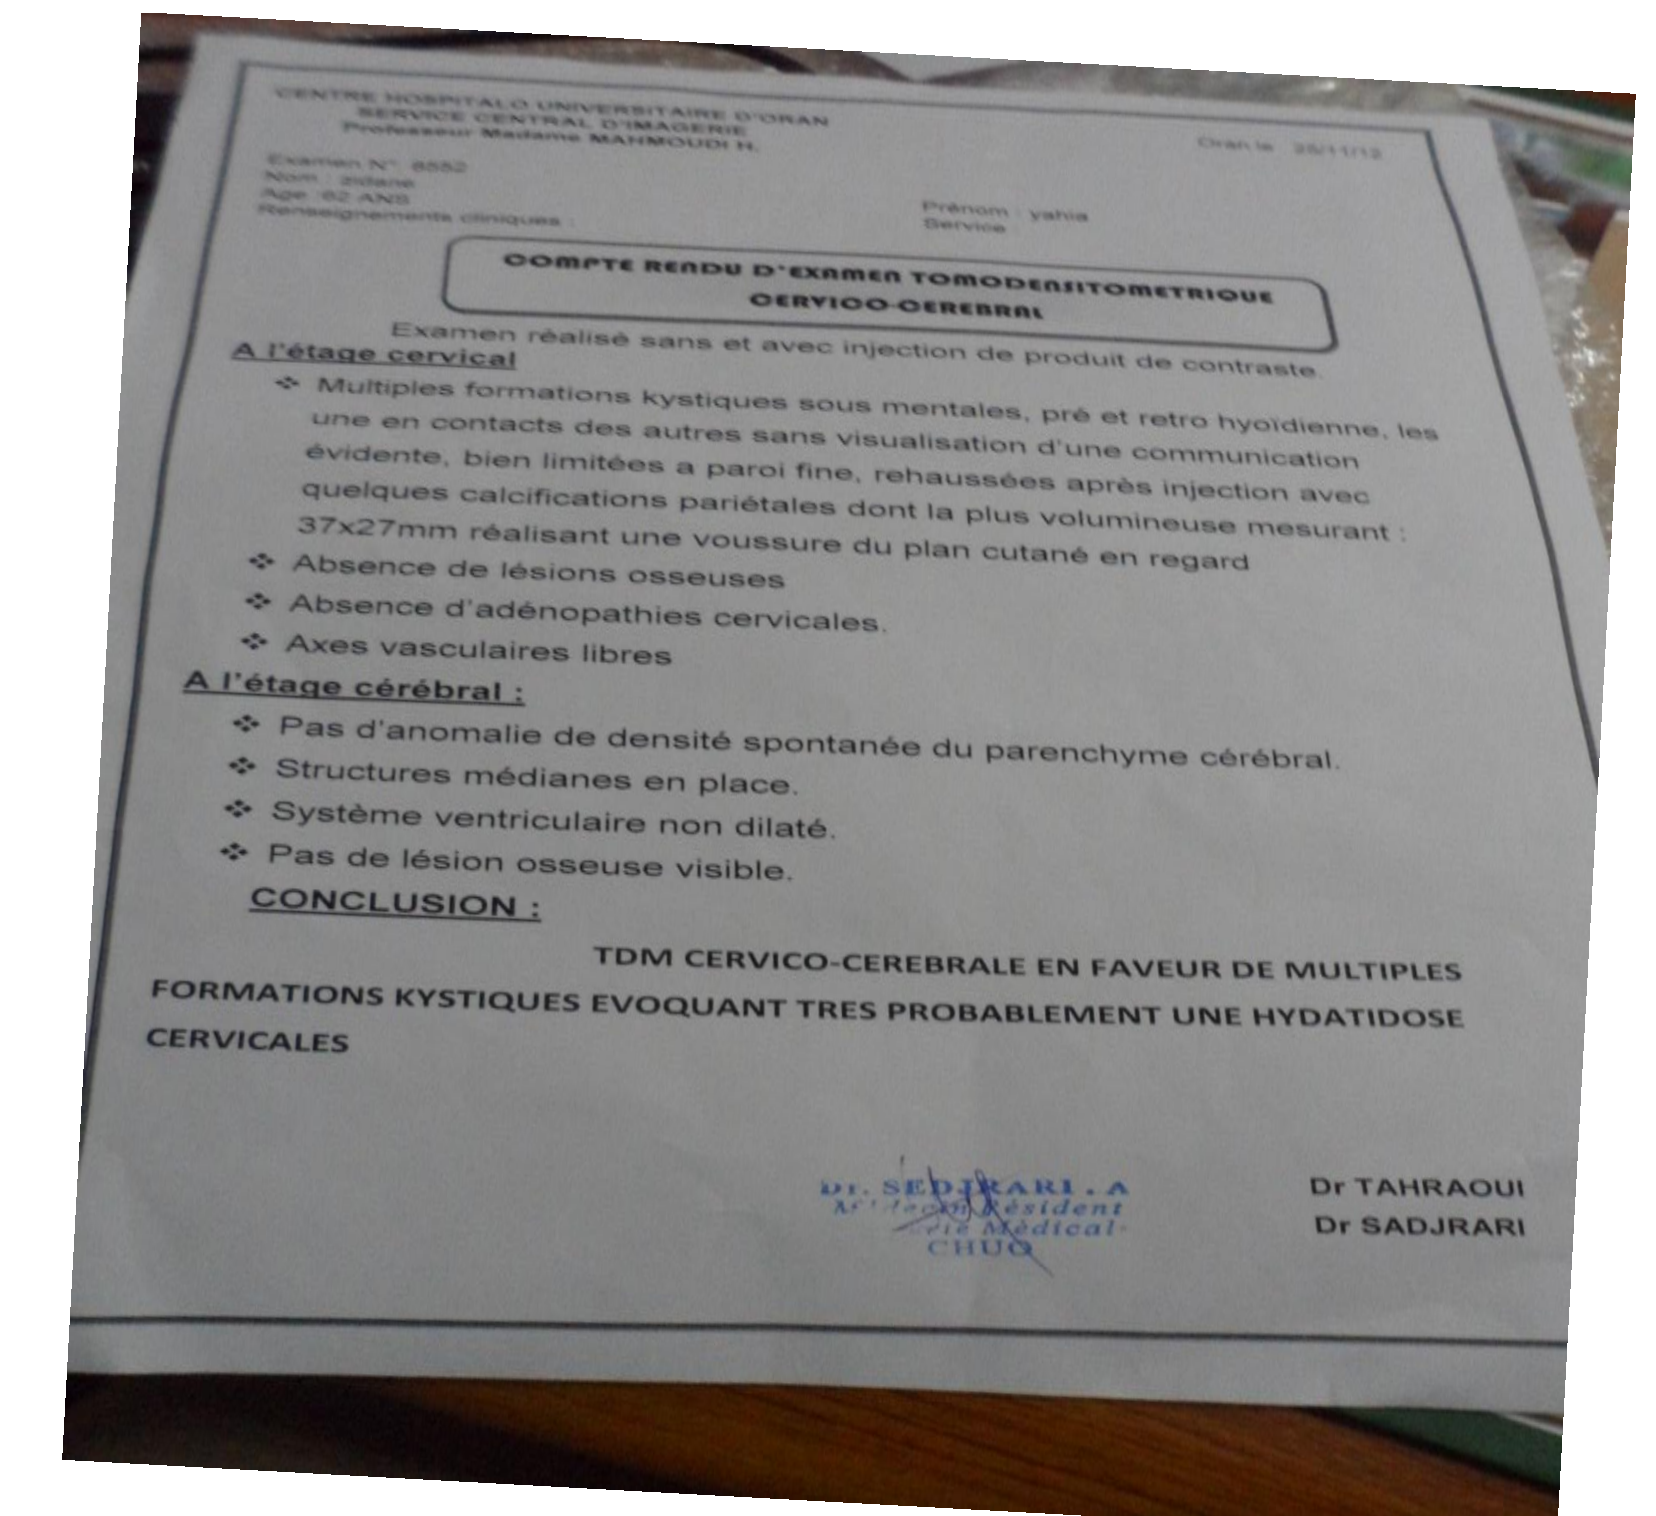 CENTRE HOSPITALO UNIVERSITAIRE D'ORAN
SERVICE CENTRAL D'IMAGERIE
Professeur Madame MAHMOUDI H.
Oran le 
Examen N° 8552
Nom : zidane
Age :62 ANS
Prénom : yahia
Renseignements cliniques :
Service
COMPTE RENDU D'EXAMEN TOMODENSITOMETRIQUE
CERVICO-CEREBRAL
Examen réalisé sans et avec injection de produit de contraste.
A l'étage cervical
❖ Multiples formations kystiques sous mentales, pré et retro hyoïdienne, les
une en contacts des autres sans visualisation d'une communication
évidente, bien limitées a paroi fine, rehaussées après injection avec
quelques calcifications pariétales dont la plus volumineuse mesurant :
37x27mm réalisant une voussure du plan cutané en regard
❖ Absence de lésions osseuses
❖ Absence d'adénopathies cervicales.
❖ Axes vasculaires libres
A l'étage cérébral :
❖ Pas d'anomalie de densité spontanée du parenchyme cérébral.
❖ Structures médianes en place.
❖ Système ventriculaire non dilaté.
❖ Pas de lésion osseuse visible.
CONCLUSION :
TDM CERVICO-CEREBRALE EN FAVEUR DE MULTIPLES
FORMATIONS KYSTIQUES EVOQUANT TRES PROBABLEMENT UNE HYDATIDOSE
CERVICALES
Dr. SEDJRARI . A
Résident
Médical
CHUO
Dr TAHRAOUI
Dr SADJRARI